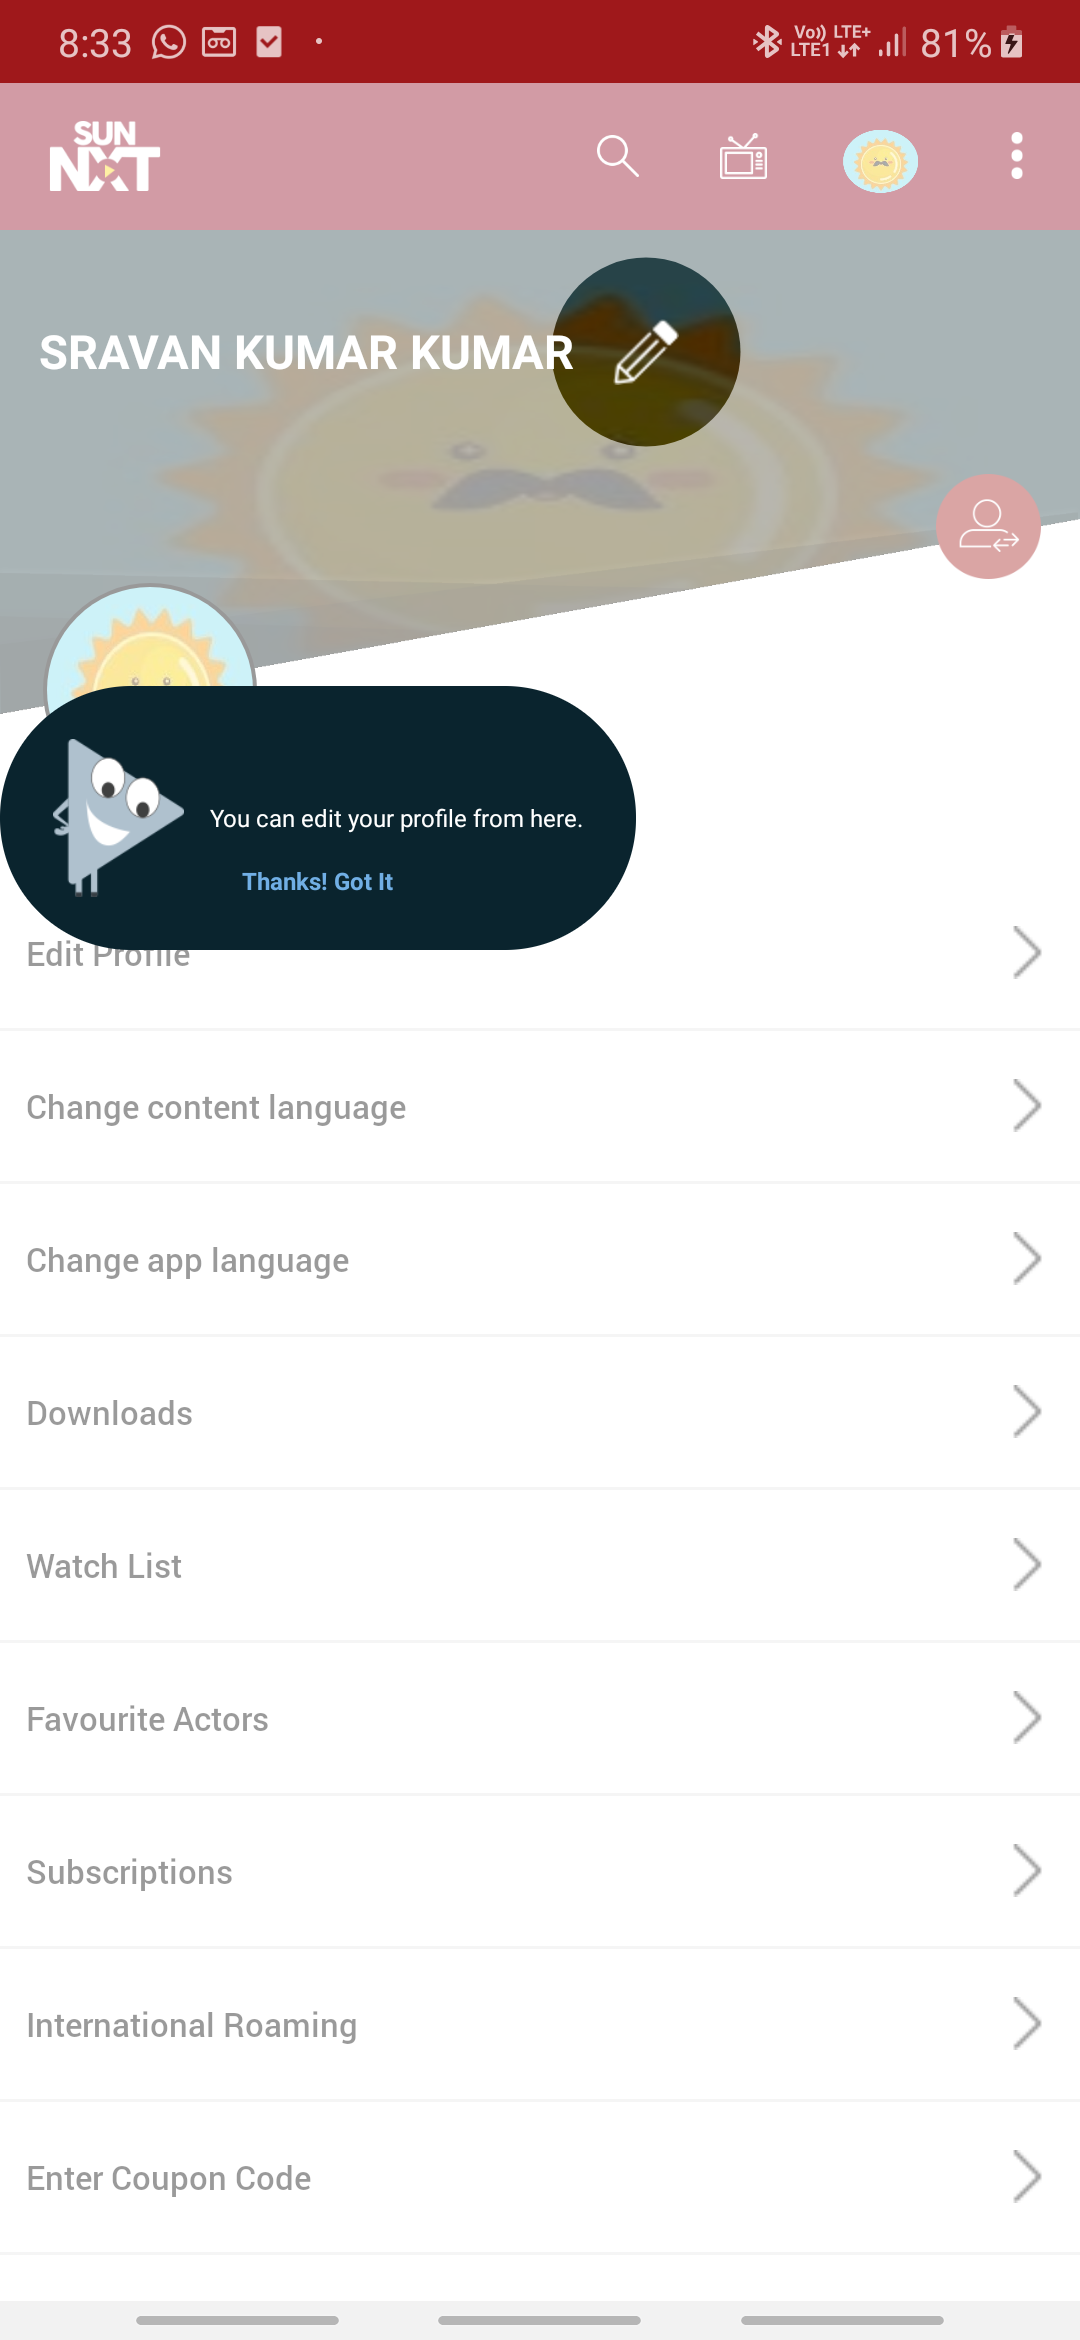 8:33
Vo)) LTE+
LTE1
81%
SUN
NXT
SRAVAN KUMAR KUMAR
You can edit your profile from here.
Thanks! Got It
Edit Profile
Change content language
Change app language
Downloads
Watch List
Favourite Actors
Subscriptions
International Roaming
Enter Coupon Code